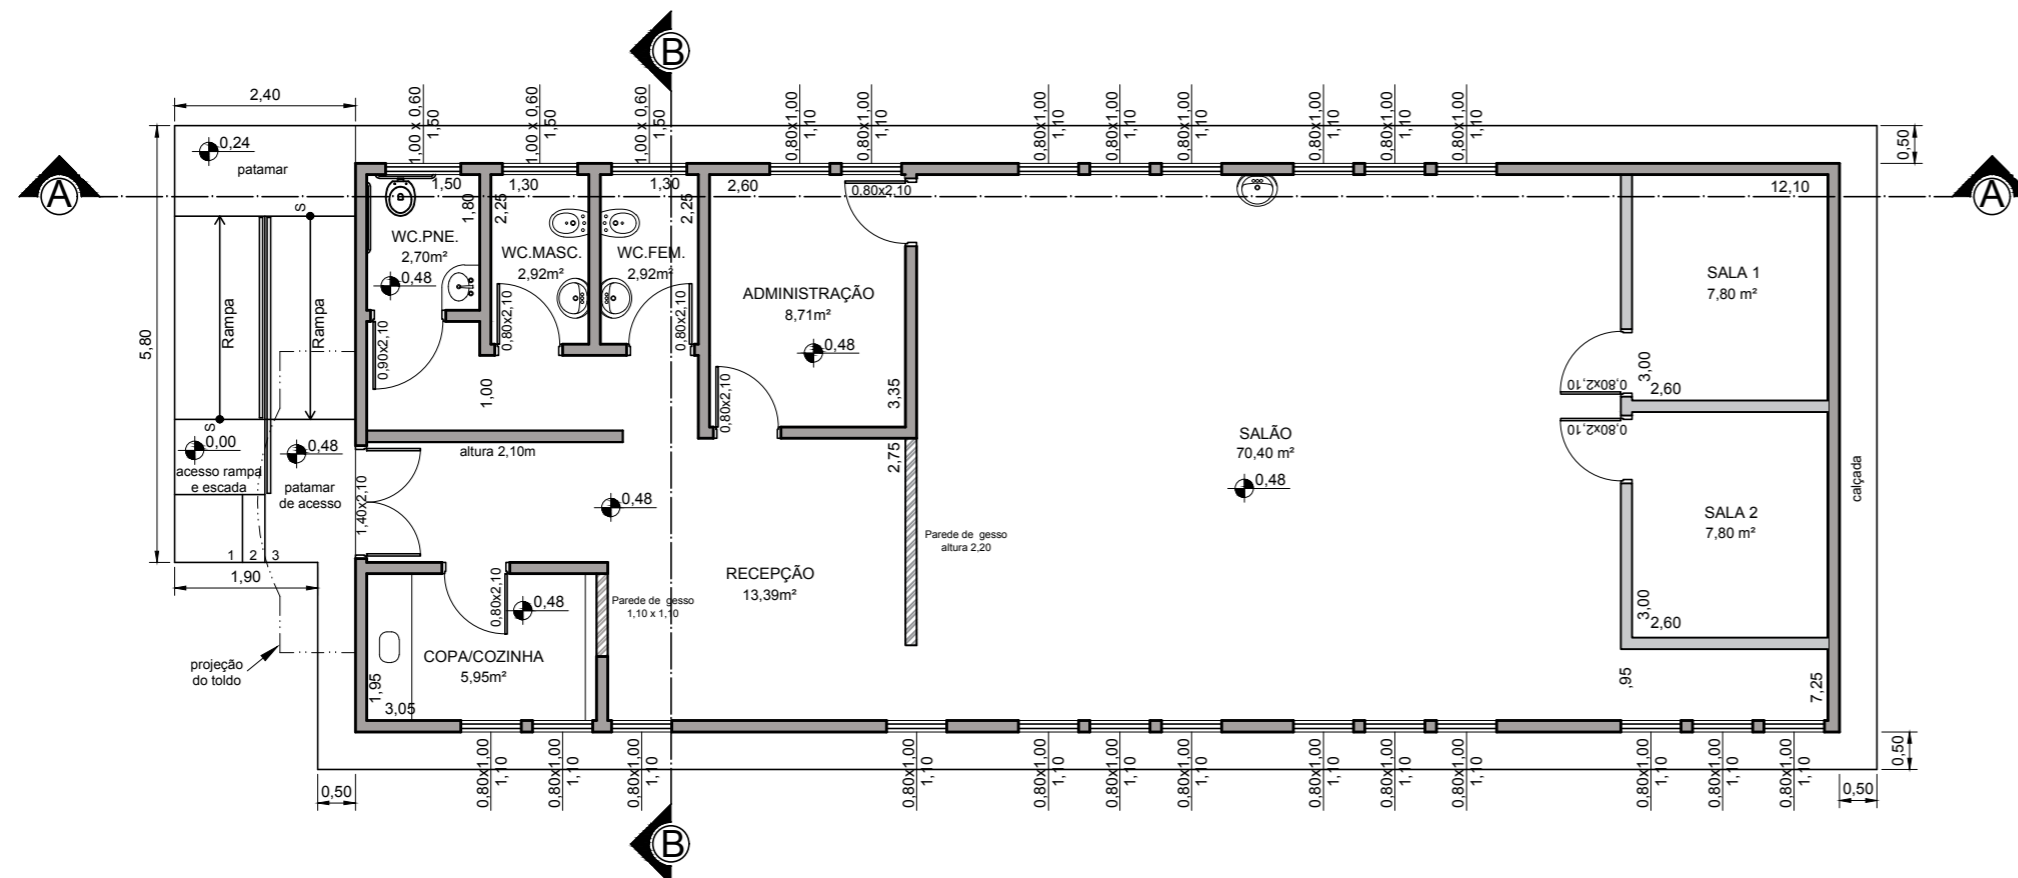 B
2,40
1,00 x 0,60
1,50
1,00 x 0,60
1,50
1,00 x 0,60
1,50
0,80x1,00
1,10
0,80x1,00
1,10
0,80x1,00
1,10
0,80x1,00
1,10
0,80x1,00
1,10
0,80x1,00
1,10
0,80x1,00
1,10
0,80x1,00
1,10
0,50
0,24
patamar
A
A
1,50
1,30
1,30
2,60
0,80x2,10
12,10
S
1,80
2,25
2,25
WC.PNE.
2,70m²
0,48
WC.MASC.
2,92m²
WC.FEM.
2,92m²
ADMINISTRAÇÃO
8,71m²
0,48
SALA 1
7,80 m²
Rampa
Rampa
5,80
0,90x2,10
0,80x2,10
0,80x2,10
1,00
0,80x2,10
3,35
3,00
0,80x2,10
2,60
S
0,00
acesso rampa
e escada
0,48
patamar
de acesso
altura 2,10m
2,75
SALÃO
70,40 m²
0,48
0,80x2,10
calçada
1,40x2,10
0,48
SALA 2
7,80 m²
Parede de gesso
altura 2,20
1 2 3
1,90
RECEPÇÃO
13,39m²
0,80x2,10
0,48
Parede de gesso
1,10 x 1,10
3,00
2,60
COPA/COZINHA
5,95m²
projeção
do toldo
1,95
3,05
,95
7,25
0,80x1,00
1,10
0,80x1,00
1,10
0,80x1,00
1,10
0,80x1,00
1,10
0,80x1,00
1,10
0,80x1,00
1,10
0,80x1,00
1,10
0,80x1,00
1,10
0,80x1,00
1,10
0,80x1,00
1,10
0,80x1,00
1,10
0,80x1,00
1,10
0,80x1,00
1,10
0,50
0,50
0,50
B